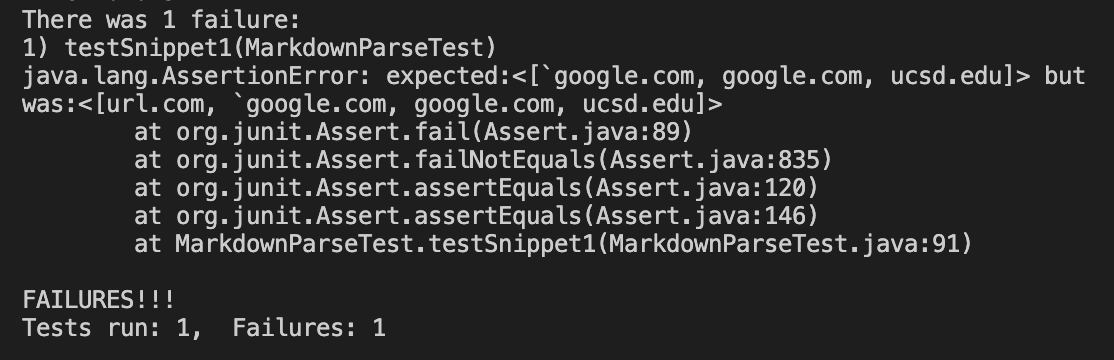 There was 1 failure:
1) testSnippet1(MarkdownParseTest)
java.lang.AssertionError: expected:<[`google.com, google.com, ucsd.edu]> but
was:<[url.com, `google.com, google.com, ucsd.edu]>
        at org.junit.Assert.fail(Assert.java:89)
        at org.junit.Assert.failNotEquals(Assert.java:835)
        at org.junit.Assert.assertEquals(Assert.java:120)
        at org.junit.Assert.assertEquals(Assert.java:146)
        at MarkdownParseTest.testSnippet1(MarkdownParseTest.java:91)

FAILURES!!!
Tests run: 1,  Failures: 1